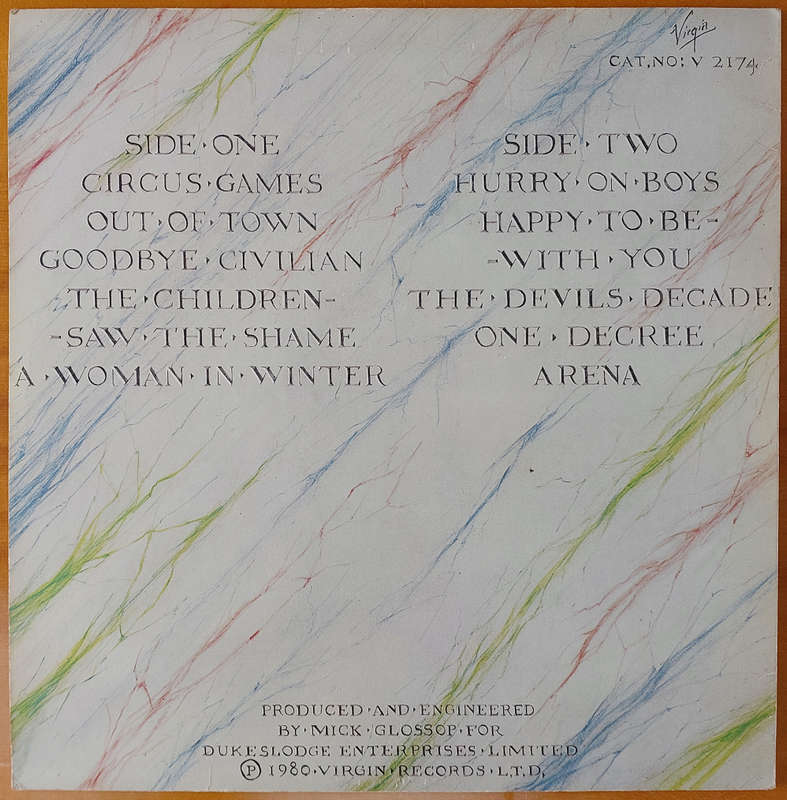 Virgin
CAT.NO: V 2174
SIDE·ONE
CIRCUS·GAMES
OUT·OF·TOWN
GOODBYE·CIVILIAN
·THE·CHILDREN-
-SAW·THE·SHAME
A·WOMAN·IN·WINTER
SIDE·TWO
HURRY·ON·BOYS
HAPPY·TO·BE-
-WITH·YOU
THE·DEVILS·DECADE
ONE·DEGREE
ARENA
PRODUCED·AND·ENGINEERED
BY·MICK·GLOSSOP·FOR
DUKESLODGE ENTERPRISES·LIMITED
Ⓟ 1980·VIRGIN·RECORDS·L.T.D.